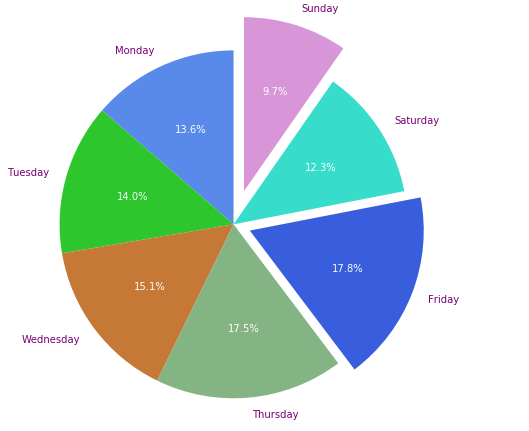 Sunday
Monday
9.7%
Saturday
13.6%
12.3%
Tuesday
14.0%
17.8%
15.1%
Friday
17.5%
Wednesday
Thursday